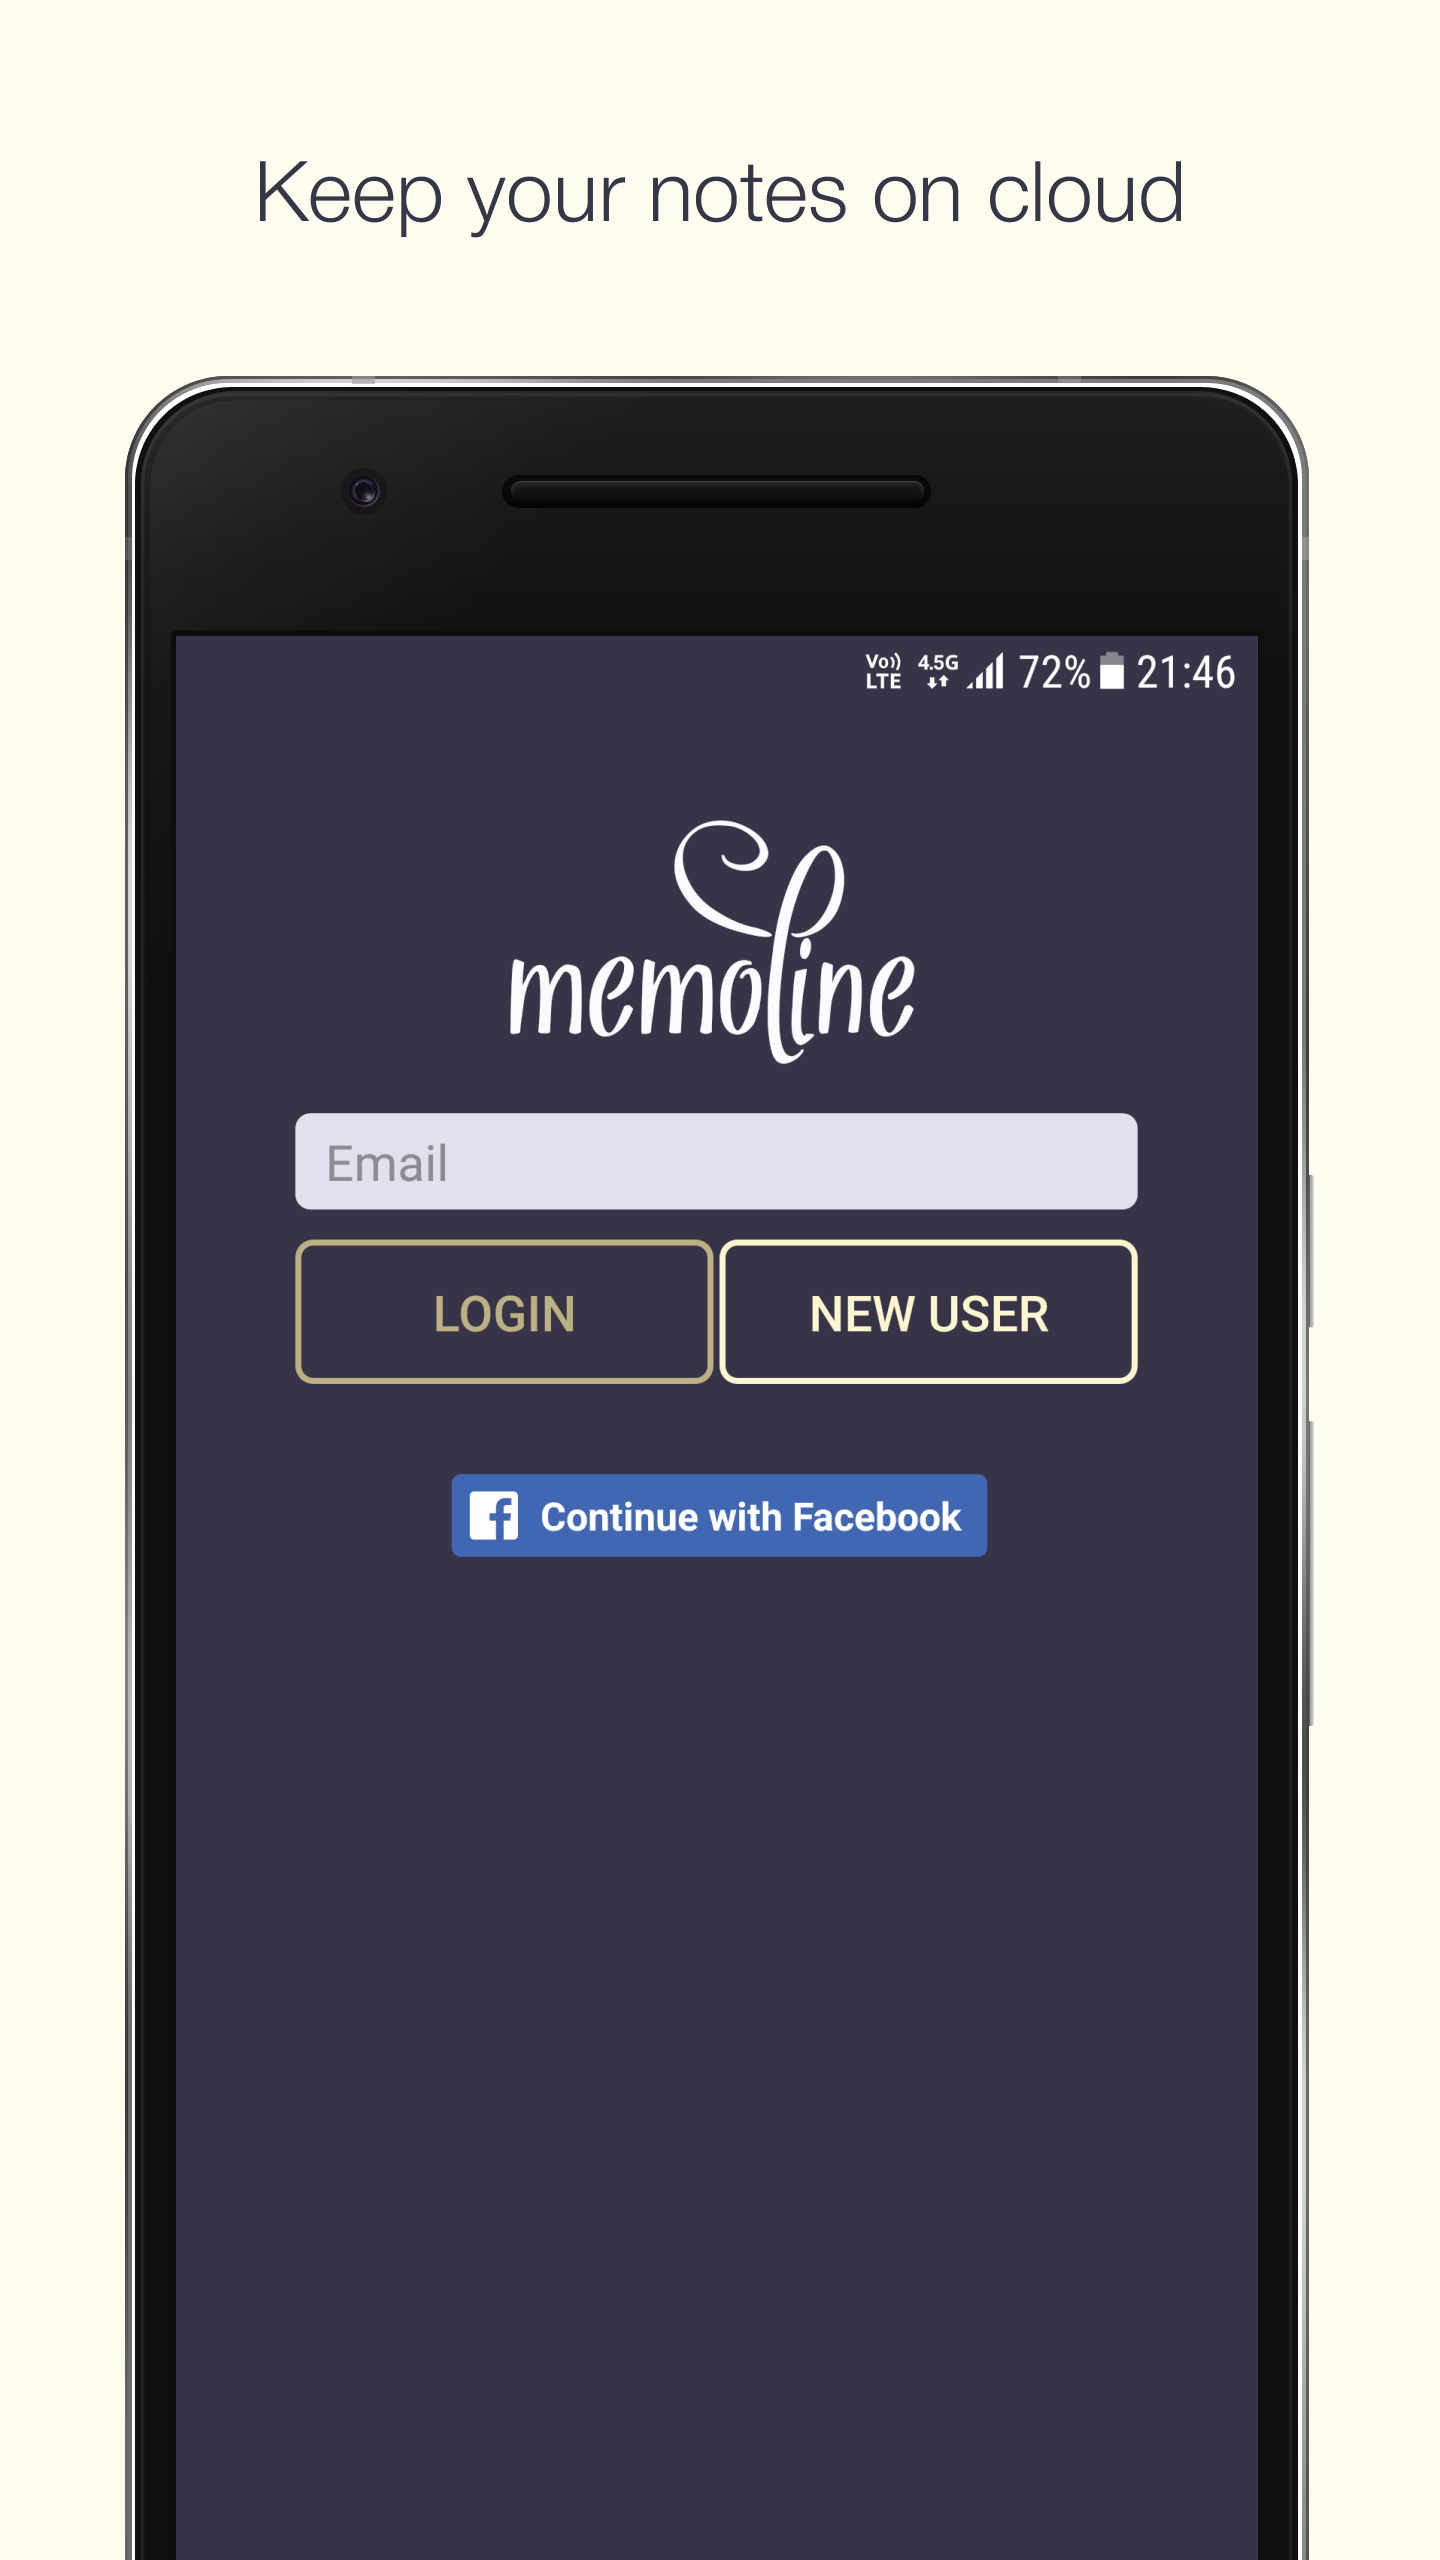 Keep your notes on cloud
Vo)) LTE 4.5G 72% 21:46
memoline
Email
LOGIN NEW USER
Continue with Facebook